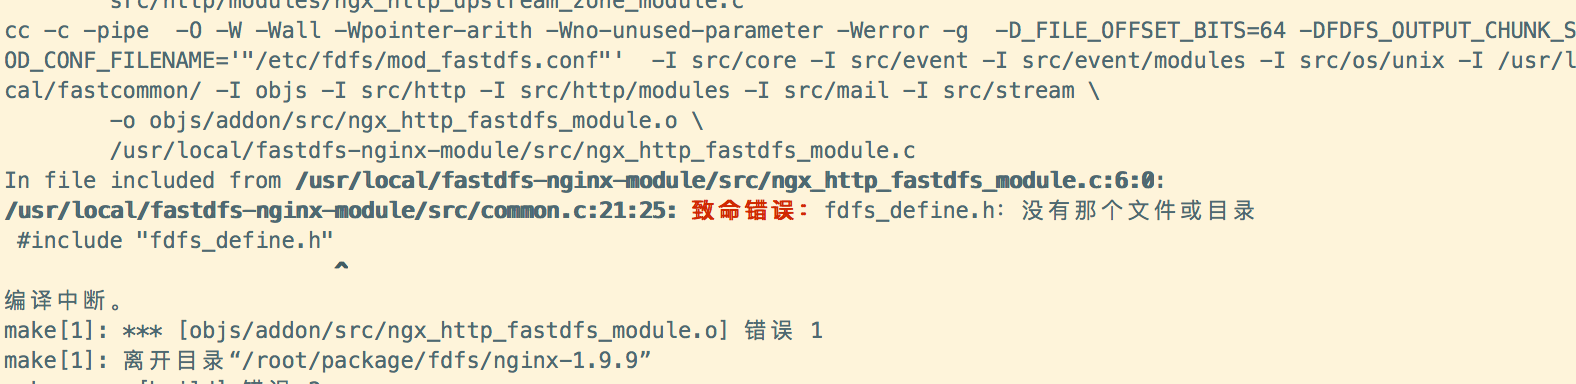 src/http/modules/ngx_http_upstream_zone_module.c
cc -c -pipe  -O -W -Wall -Wpointer-arith -Wno-unused-parameter -Werror -g  -D_FILE_OFFSET_BITS=64 -DFDFS_OUTPUT_CHUNK_S
OD_CONF_FILENAME='"/etc/fdfs/mod_fastdfs.conf"'  -I src/core -I src/event -I src/event/modules -I src/os/unix -I /usr/l
cal/fastcommon/ -I objs -I src/http -I src/http/modules -I src/mail -I src/stream \
-o objs/addon/src/ngx_http_fastdfs_module.o \
/usr/local/fastdfs-nginx-module/src/ngx_http_fastdfs_module.c
In file included from /usr/local/fastdfs-nginx-module/src/ngx_http_fastdfs_module.c:6:0:
/usr/local/fastdfs-nginx-module/src/common.c:21:25: 致命错误：fdfs_define.h：没有那个文件或目录
#include "fdfs_define.h"
^
编译中断。
make[1]: *** [objs/addon/src/ngx_http_fastdfs_module.o] 错误 1
make[1]: 离开目录“/root/package/fdfs/nginx-1.9.9”